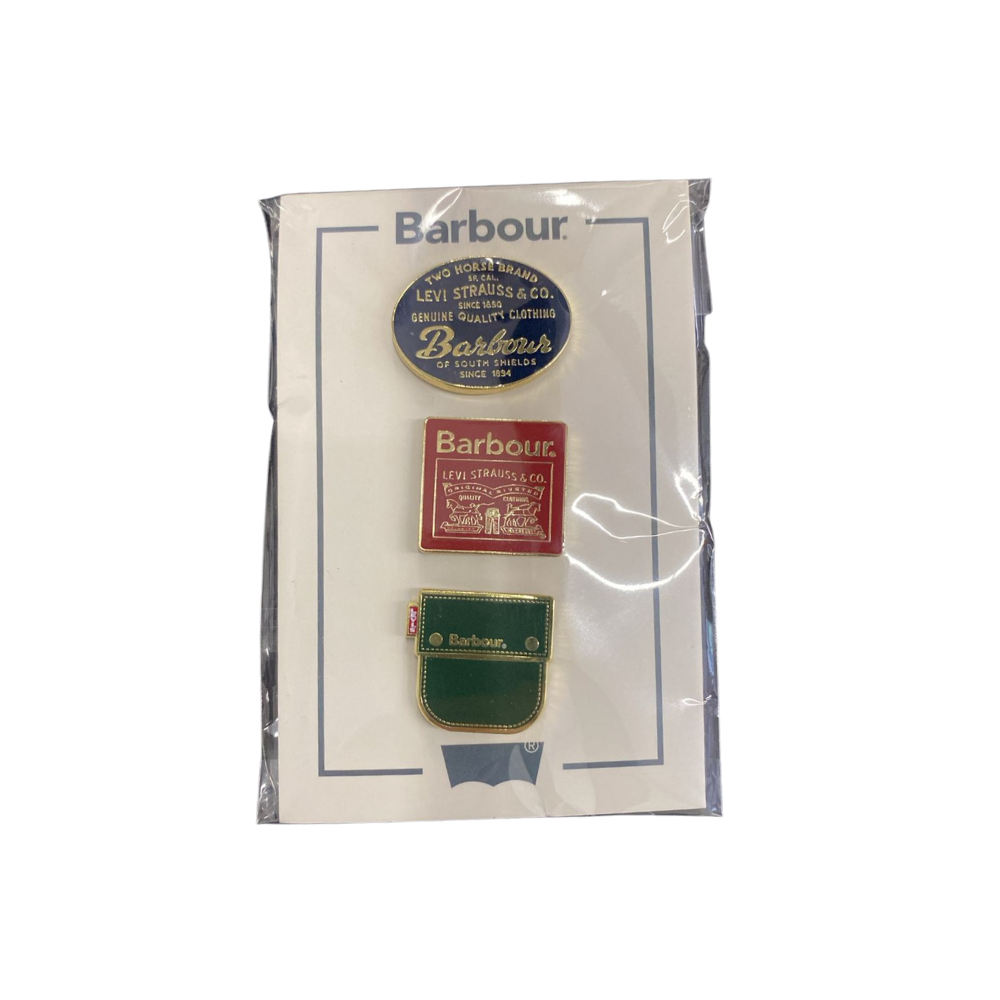 Barbour.
TWO HORSE BRAND
SF, CAL.
LEVI STRAUSS & CO.
SINCE 1850
GENUINE QUALITY CLOTHING
Barbour
OF SOUTH SHIELDS
SINCE 1894
Barbour.
LEVI STRAUSS & CO.
ORIGINAL RIVETED
QUALITY CLOTHING
Barbour.
®